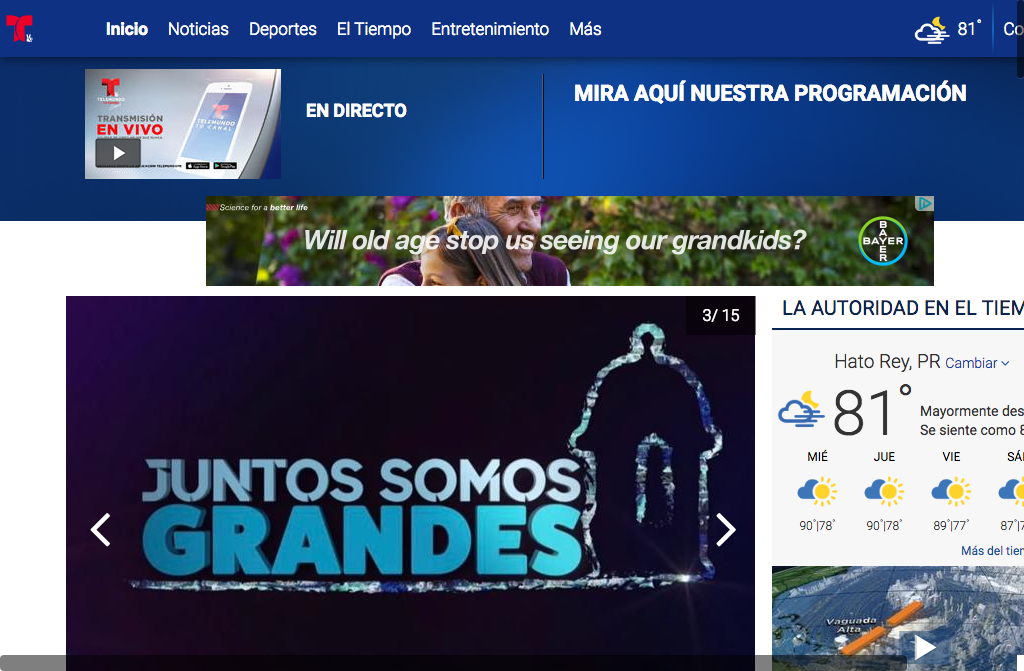 Inicio Noticias Deportes El Tiempo Entretenimiento Más 81° Co
TELEMUNDO
TRANSMISIÓN
EN VIVO
TELEMUNDO
TU CANAL
EN DIRECTO
MIRA AQUÍ NUESTRA PROGRAMACIÓN
Science for a better life
Will old age stop us seeing our grandkids?
BAYER
BAYER
3/ 15
JUNTOS SOMOS
GRANDES
LA AUTORIDAD EN EL TIEM
Hato Rey, PR Cambiar
81°
Mayormente des
Se siente como 8
MIÉ JUE VIE SÁ
90°|78° 90°|78° 89°|77° 87°|7
Más del tiem
Vaguada
Alta